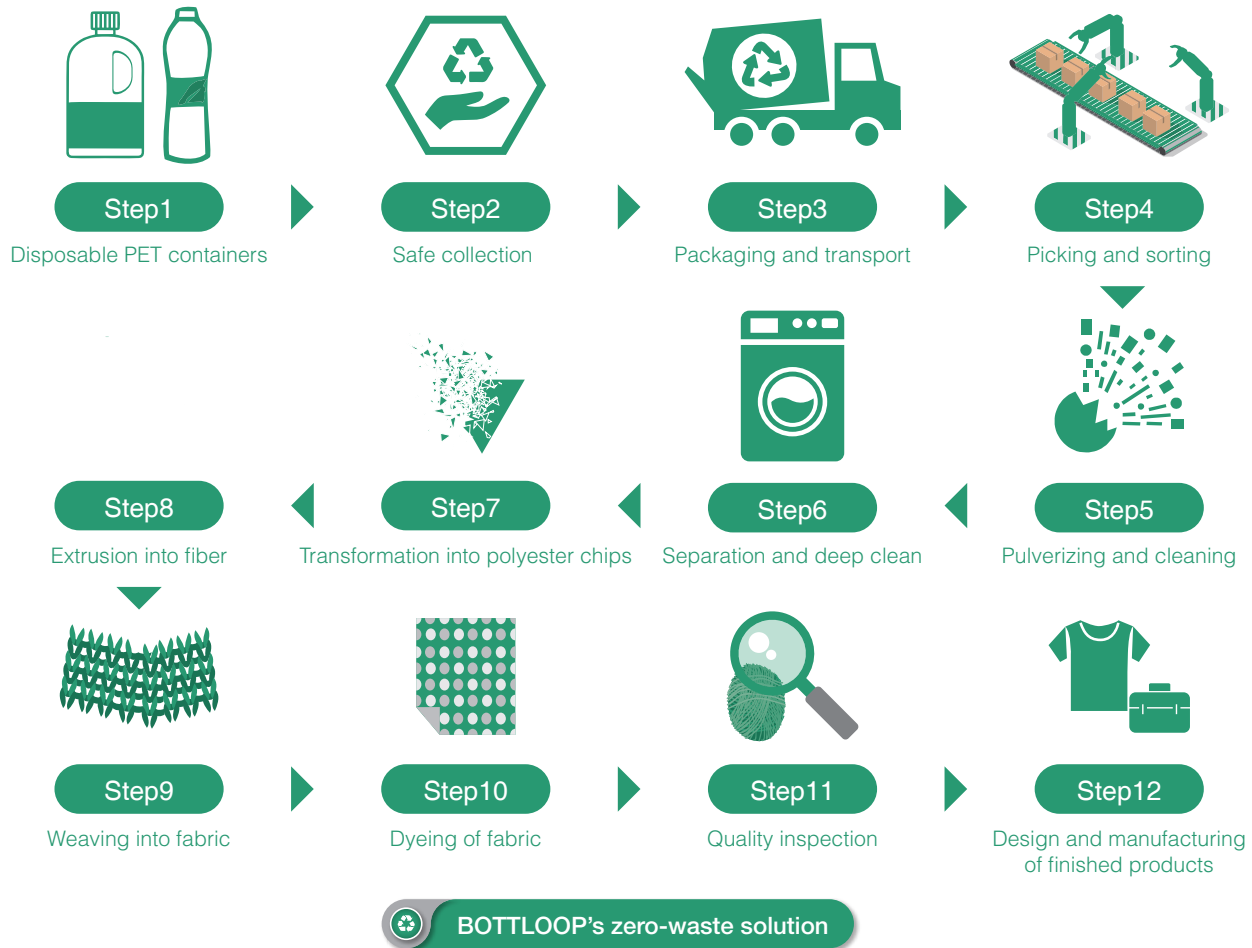 Step1
Step2
Step3
Step4
Disposable PET containers
Safe collection
Packaging and transport
Picking and sorting
Step8
Step7
Step6
Step5
Extrusion into fiber
Transformation into polyester chips
Separation and deep clean
Pulverizing and cleaning
Step9
Step10
Step11
Step12
Weaving into fabric
Dyeing of fabric
Quality inspection
Design and manufacturing
of finished products
BOTTLOOP's zero-waste solution